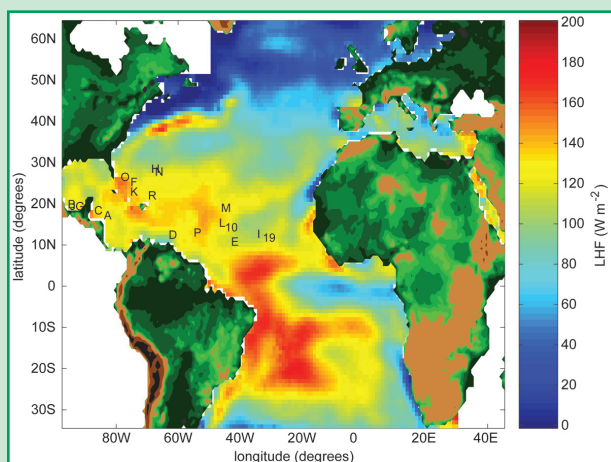 60N
50N
40N
30N
20N
10N
0
10S
20S
30S
latitude (degrees)
80W 60W 40W 20W 0 20E 40E
longitude (degrees)
O F H N
K R
G C A M
L 10
D P E I 19
200
180
160
140
120
100
80
60
40
20
0
LHF (W m⁻²)